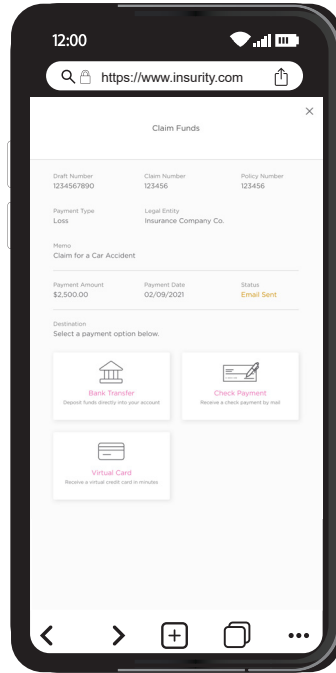 12:00
https://www.insurity.com
Claim Funds
Draft Number Claim Number Policy Number
1234567890 123456 123456
Payment Type Legal Entity
Loss Insurance Company Co.
Memo
Claim for a Car Accident
Payment Amount Payment Date Status
$2,500.00 02/09/2021 Email Sent
Destination
Select a payment option below.
Bank Transfer
Deposit funds directly into your account
Check Payment
Receive a check payment by mail
Virtual Card
Receive a virtual credit card in minutes